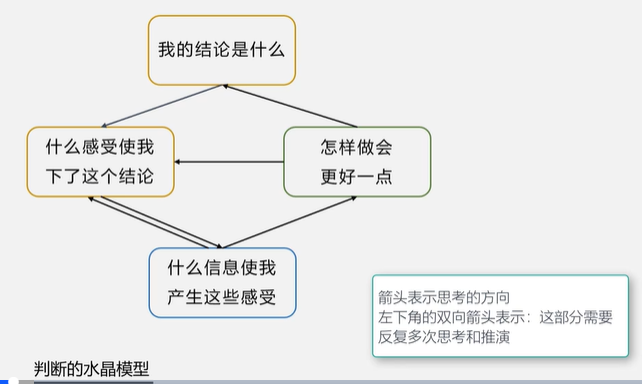 我的结论是什么
什么感受使我
下了这个结论
怎样做会
更好一点
什么信息使我
产生这些感受
箭头表示思考的方向
左下角的双向箭头表示：这部分需要
反复多次思考和推演
判断的水晶模型